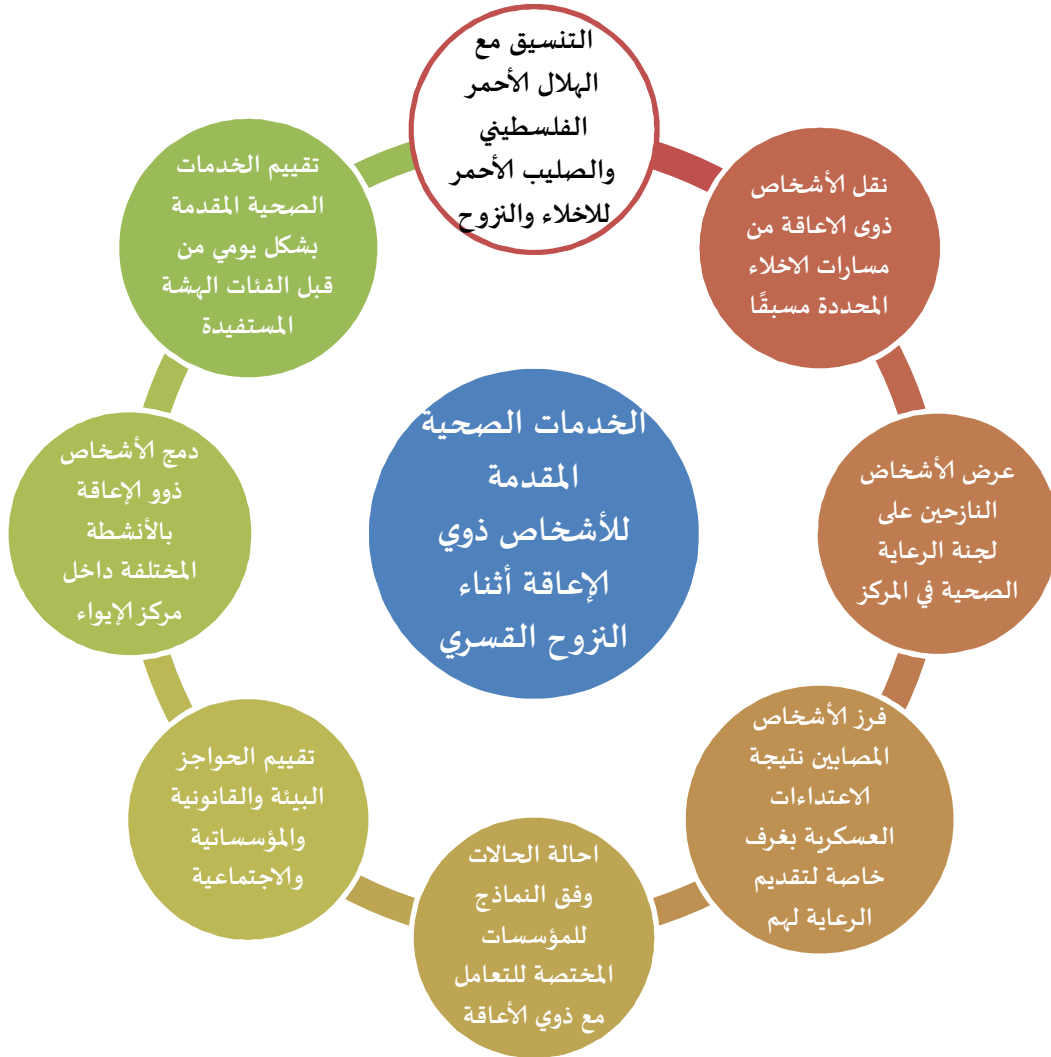 التنسيق مع
الهلال الأحمر
الفلسطيني
والصليب الأحمر
للاخلاء والنزوح
نقل الأشخاص
ذوى الاعاقة من
مسارات الاخلاء
المحددة مسبقًا
عرض الأشخاض
النازحين على
لجنة الرعاية
الصحية في المركز
فرز الأشخاص
المصابين نتيجة
الاعتداءات
العسكرية بغرف
خاصة لتقديم
الرعاية لهم
احالة الحالات
وفق النماذج
للمؤسسات
المختصة للتعامل
مع ذوي الأعاقة
تقييم الحواجز
البيئة والقانونية
والمؤسساتية
والاجتماعية
دمج الأشخاص
ذوو الإعاقة
بالأنشطة
المختلفة داخل
مركز الإيواء
تقييم الخدمات
الصحية المقدمة
بشكل يومي من
قبل الفئات الهشة
المستفيدة
الخدمات الصحية
المقدمة
للأشخاص ذوي
الإعاقة أثناء
النزوح القسري